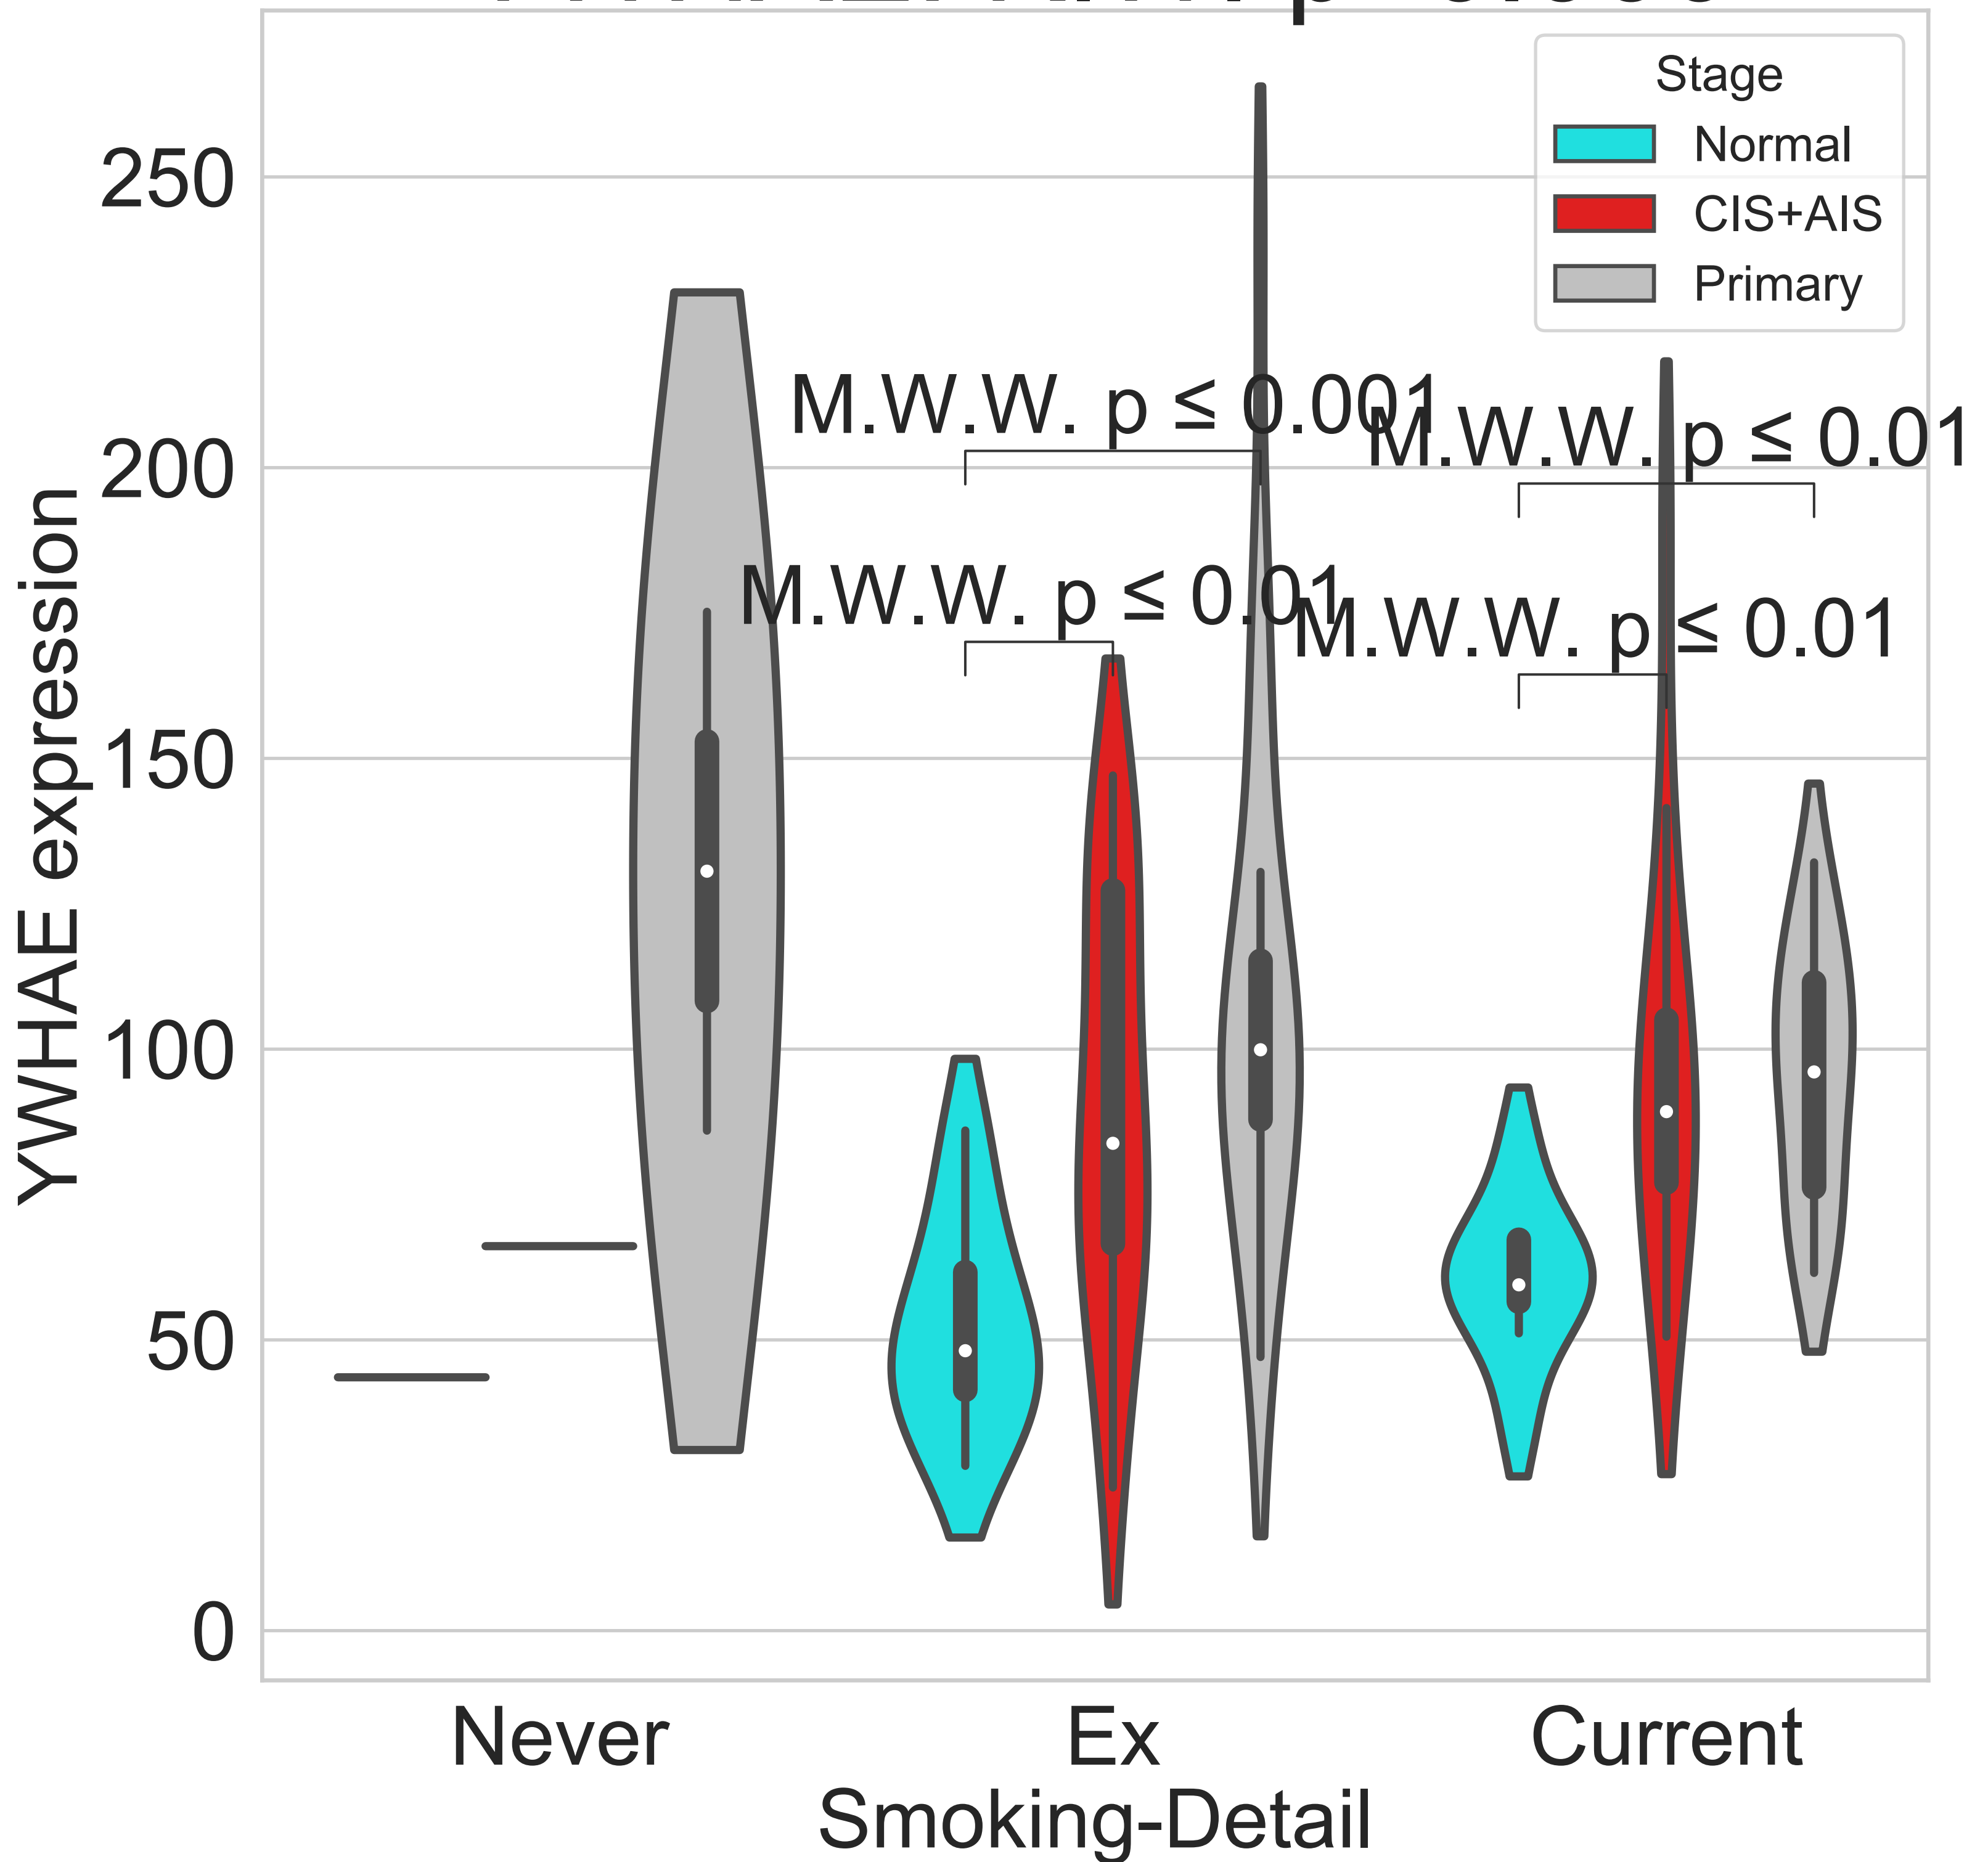 Stage
Normal
CIS+AIS
Primary
250
200
150
100
50
0
YWHAE expression
M.W.W. p ≤ 0.001
M.W.W. p ≤ 0.01
M.W.W. p ≤ 0.01
M.W.W. p ≤ 0.01
Never
Ex
Current
Smoking-Detail